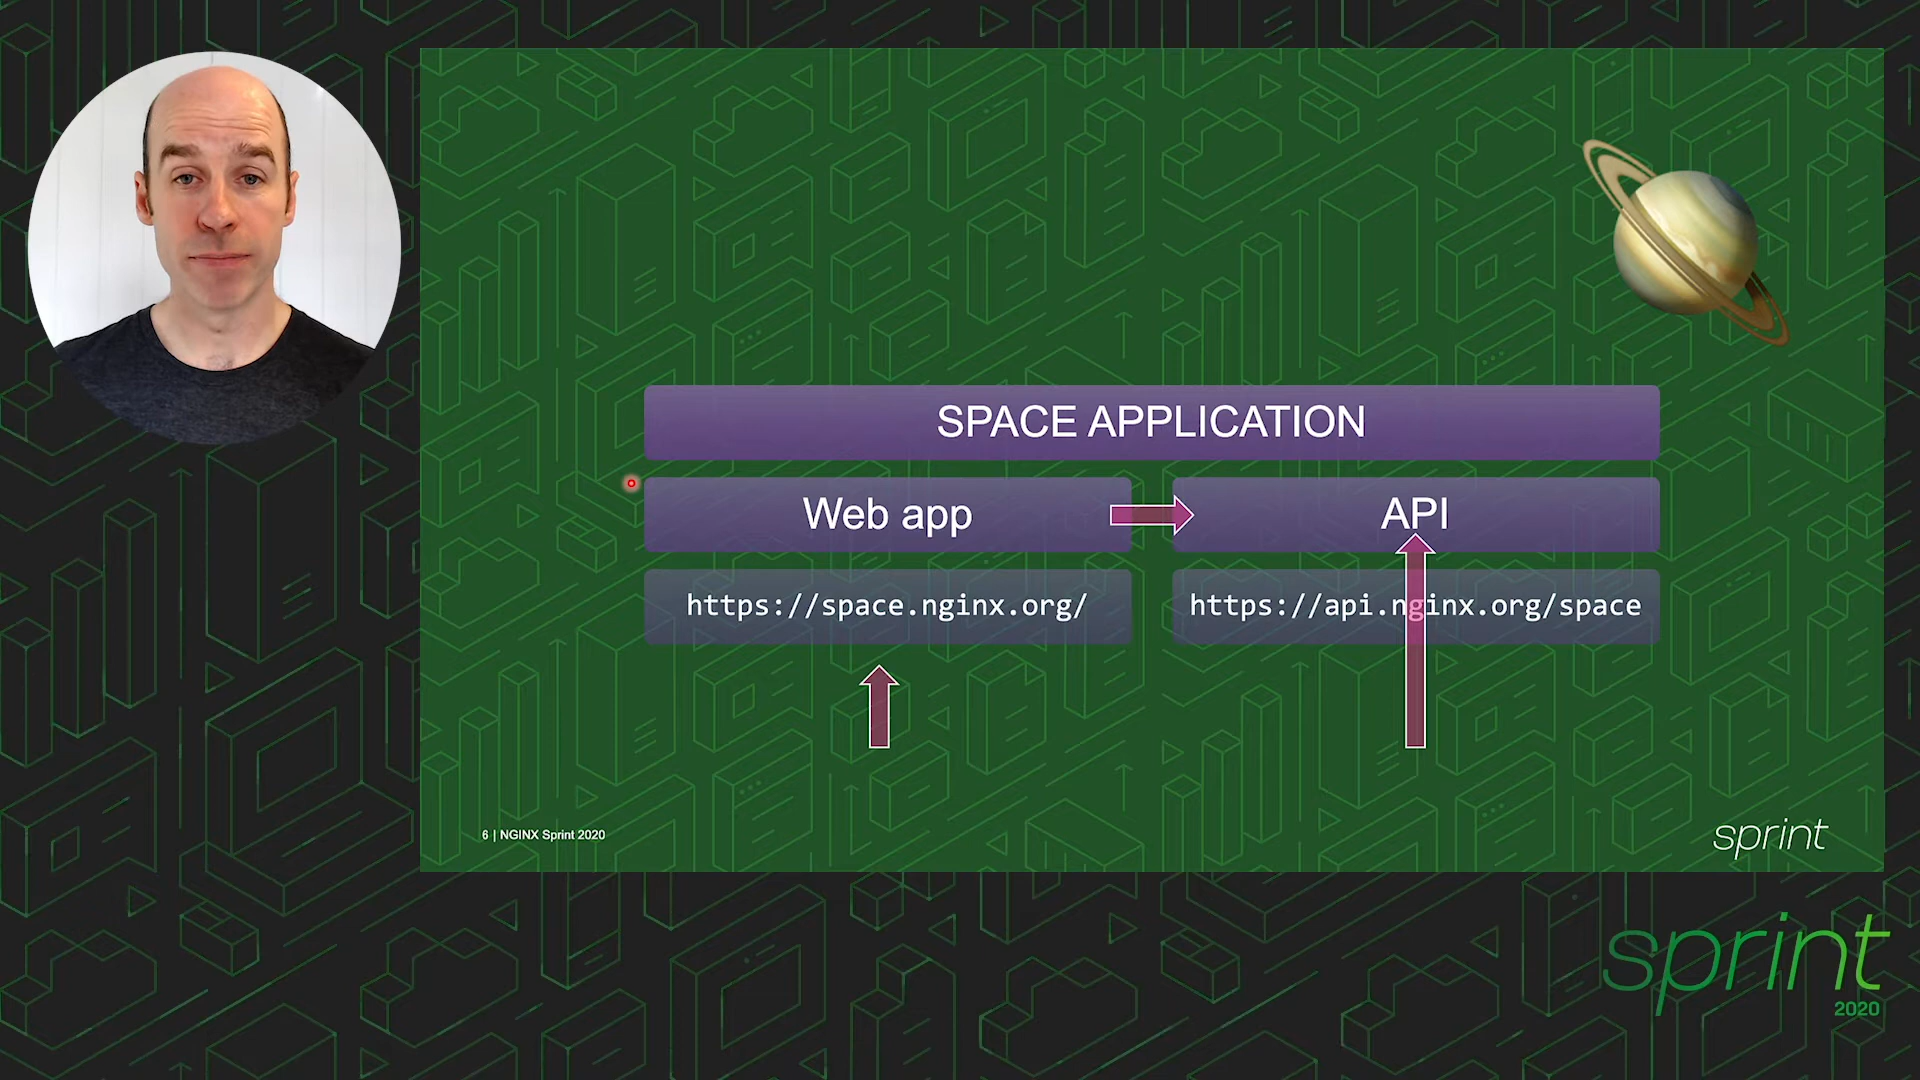 SPACE APPLICATION
Web app
API
https://space.nginx.org/
https://api.nginx.org/space
6 | NGINX Sprint 2020
sprint
sprint
2020